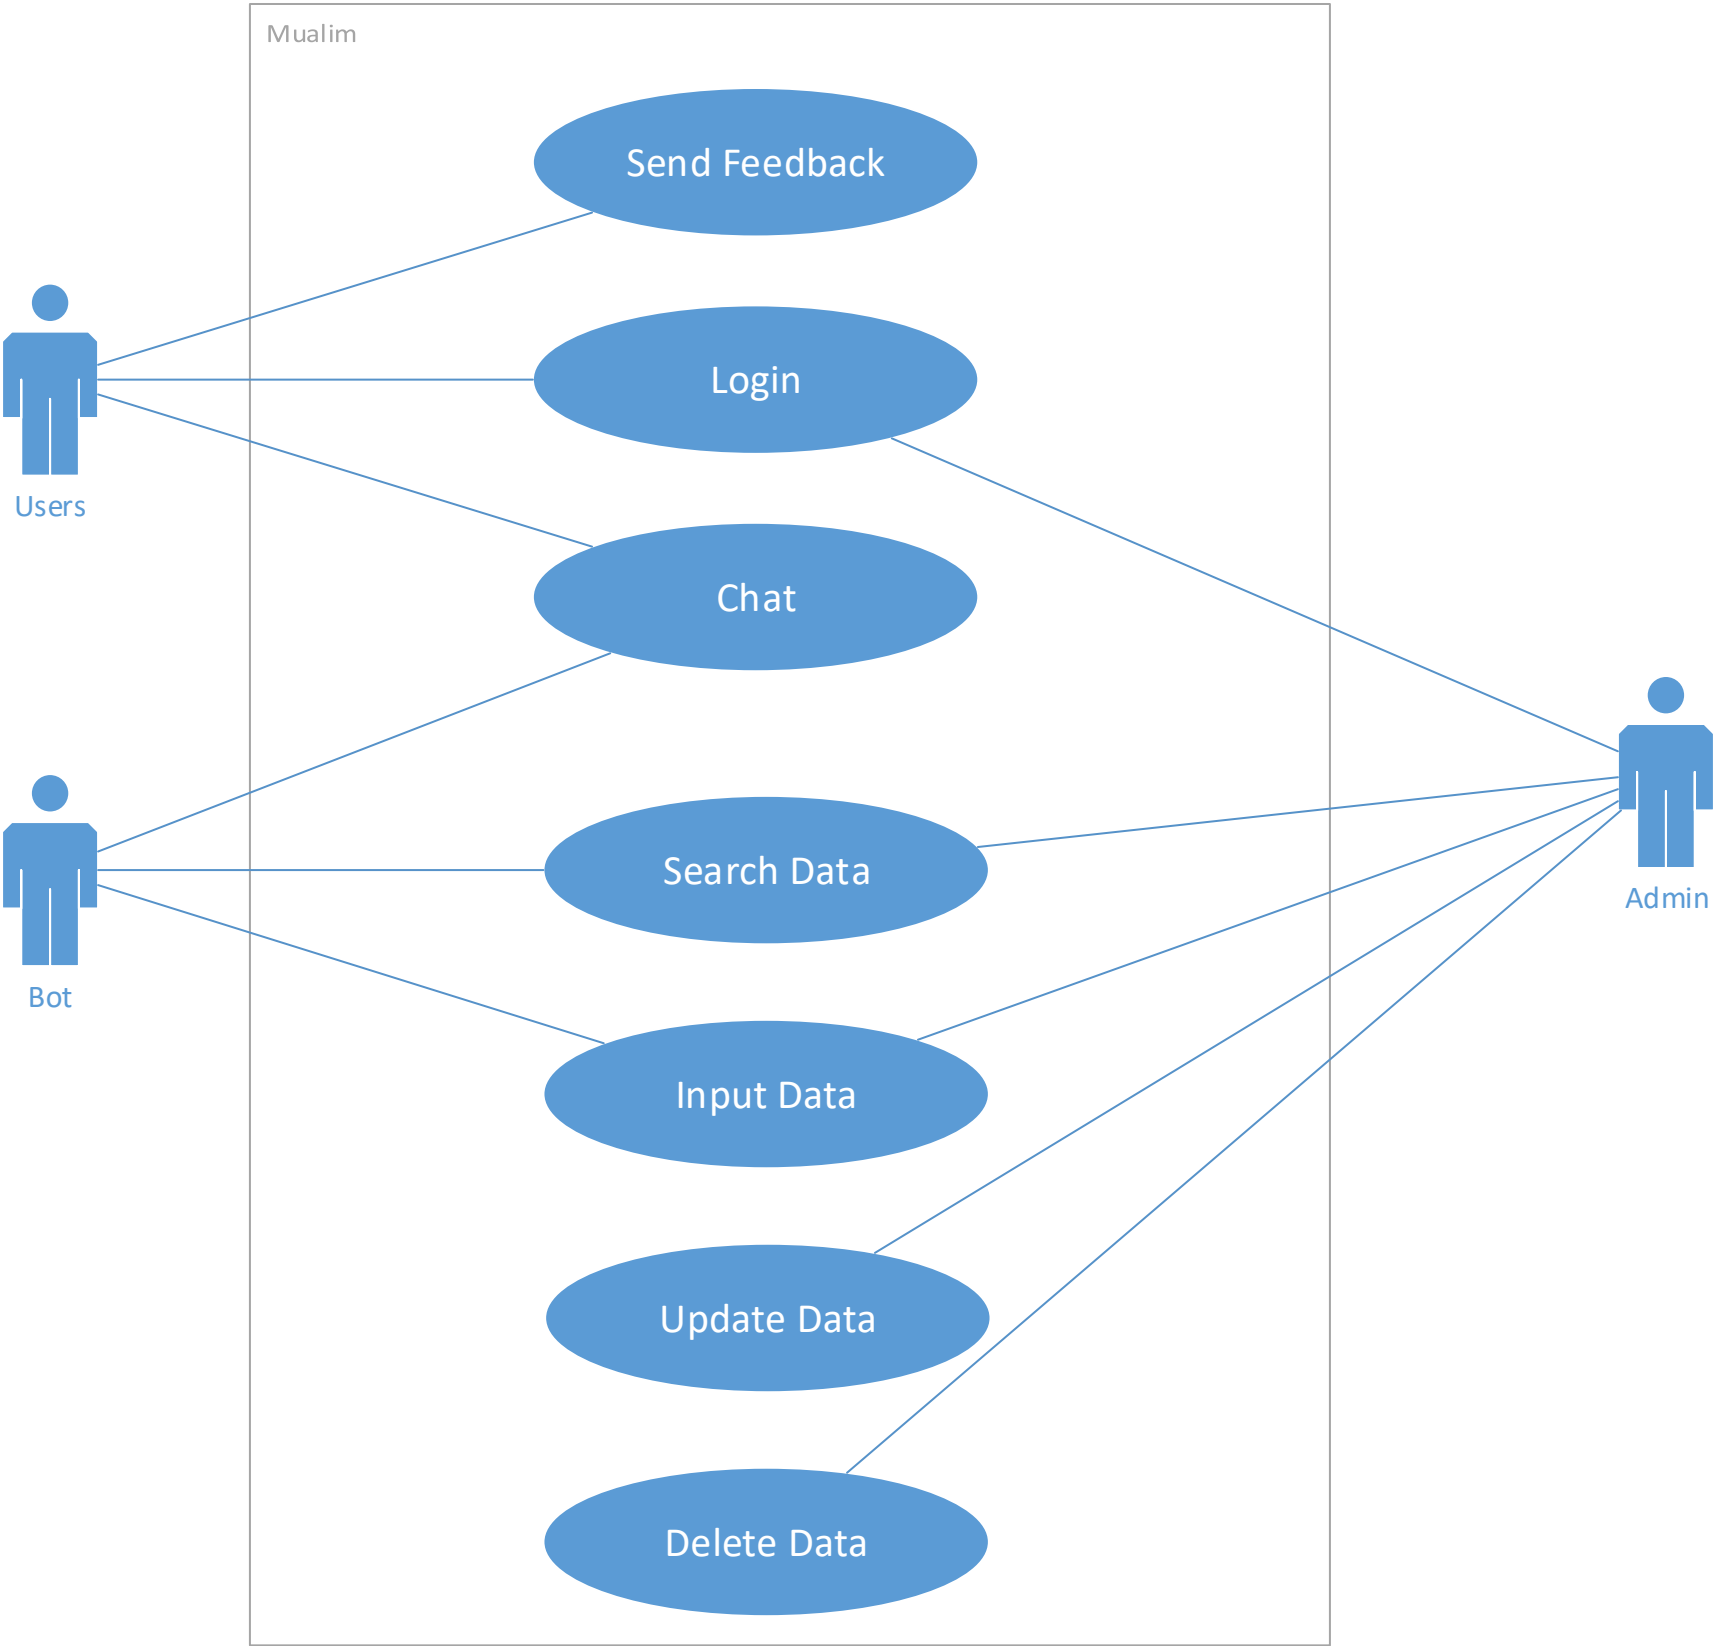 Mualim
Send Feedback
Login
Users
Chat
Search Data
Admin
Bot
Input Data
Update Data
Delete Data